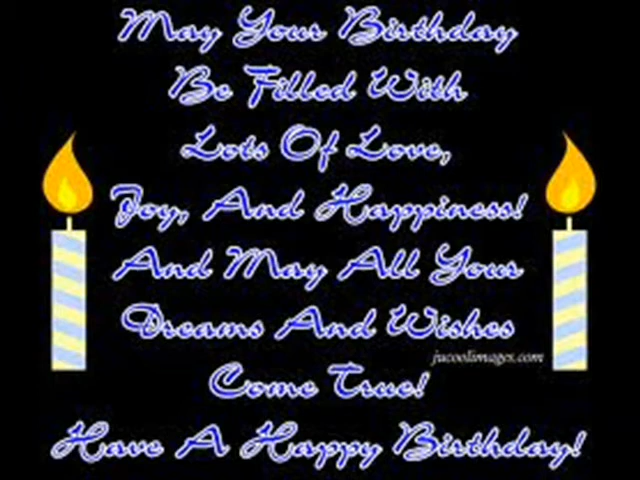 May Your Birthday
Be Filled With
Lots Of Love,
Joy, And Happiness!
And May All Your
Dreams And Wishes
jucoolimages.com
Come True!
Have A Happy Birthday!